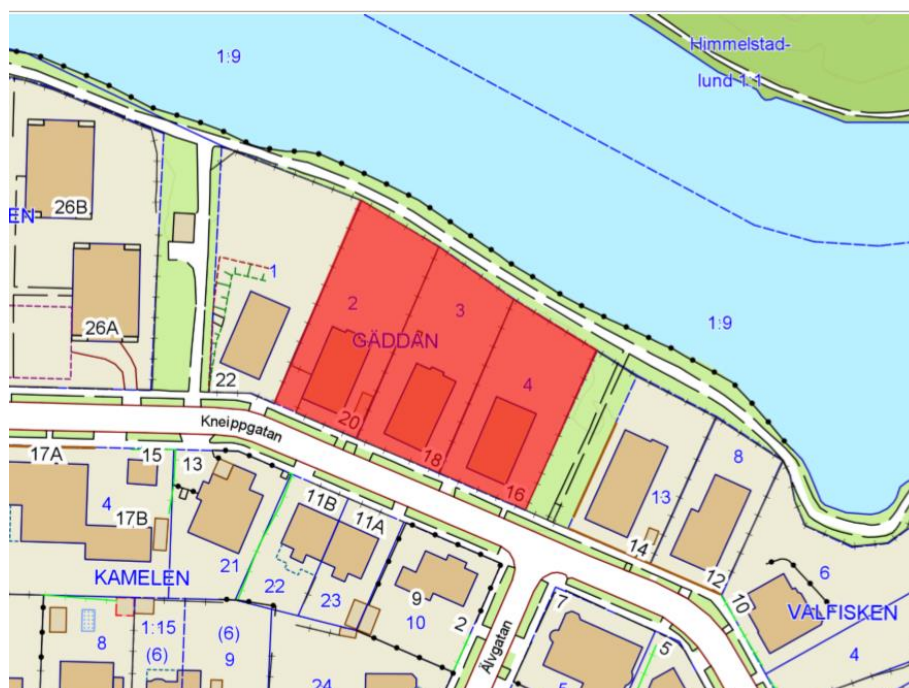 Himmelstad-
lund 1:1
1:9
26B
EN
1
2
3
1:9
GÄDDAN
26A
4
22
20
Kneippgatan
18
8
16
13
17A
15
13
11B
11A
14
4
17B
12
6
21
9
10
KAMELEN
22
23
10
2
7
VALFISKEN
1:15
(6)
8
(6)
9
Älvgatan
5
4
24
5